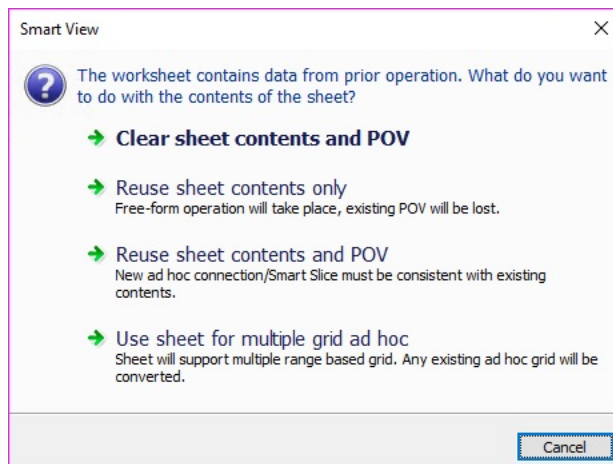 Smart View
The worksheet contains data from prior operation. What do you want
to do with the contents of the sheet?
Clear sheet contents and POV
Reuse sheet contents only
Free-form operation will take place, existing POV will be lost.
Reuse sheet contents and POV
New ad hoc connection/Smart Slice must be consistent with existing
contents.
Use sheet for multiple grid ad hoc
Sheet will support multiple range based grid. Any existing ad hoc grid will be
converted.
Cancel